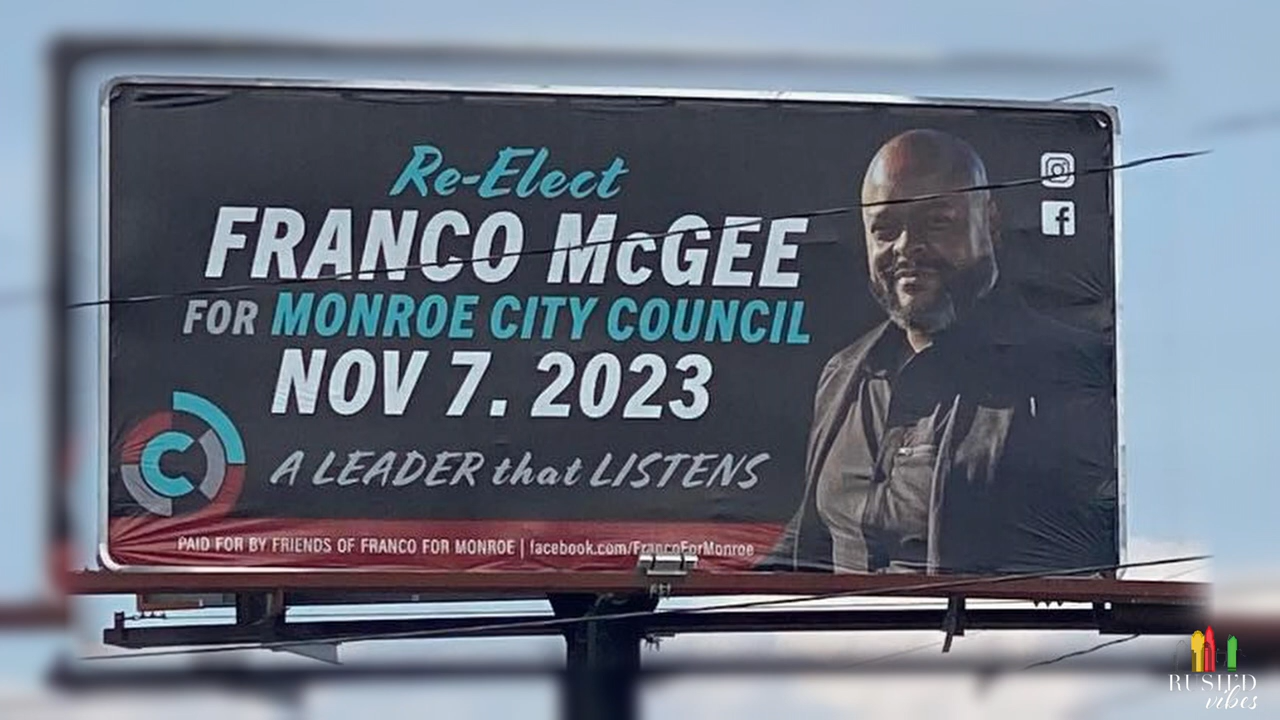 Re-Elect
FRANCO McGEE
FOR MONROE CITY COUNCIL
NOV 7. 2023
C
A LEADER that LISTENS
PAID FOR BY FRIENDS OF FRANCO FOR MONROE | facebook.com/FrancoForMonroe
vibes